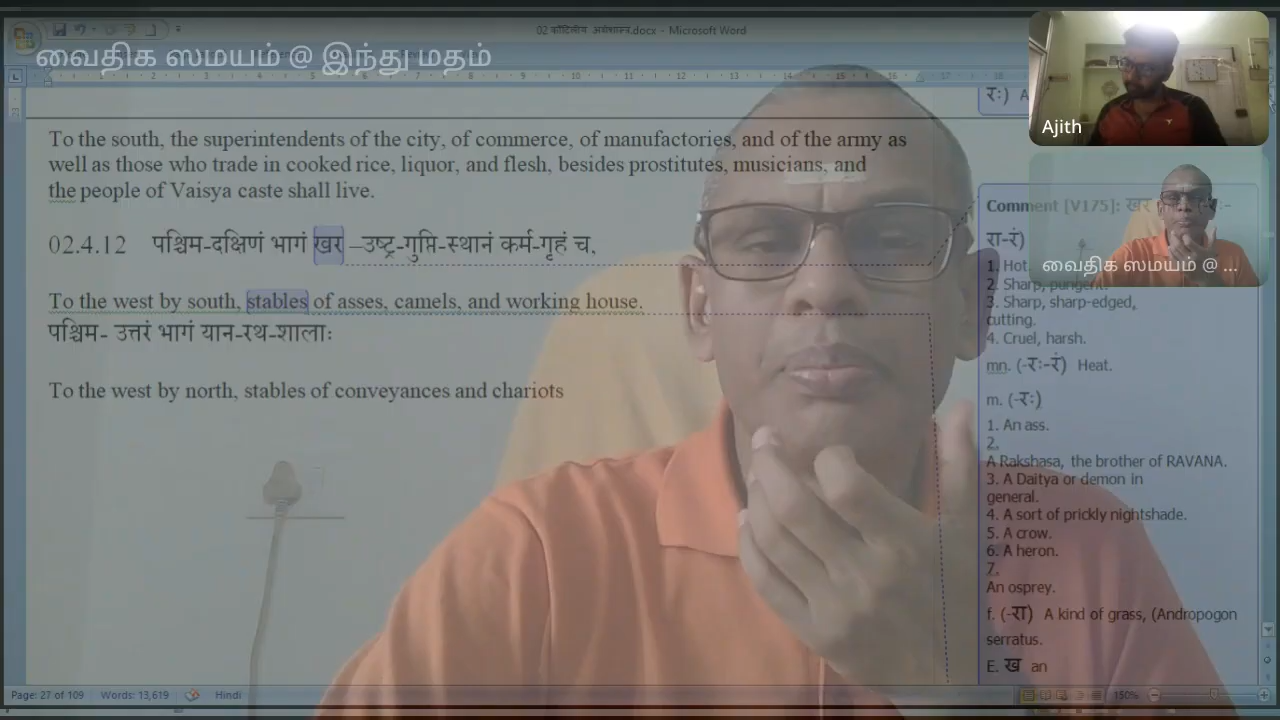 02 कौटिलीय अर्थशास्त्र.docx - Microsoft Word
வைதிக ஸமயம் @ இந்து மதம்
To the south, the superintendents of the city, of commerce, of manufactories, and of the army as
well as those who trade in cooked rice, liquor, and flesh, besides prostitutes, musicians, and
the people of Vaisya caste shall live.
02.4.12 पश्चिम-दक्षिणं भागं खर –उष्ट्र-गुप्ति-स्थानं कर्म-गृहं च,
To the west by south, stables of asses, camels, and working house.
पश्चिम- उत्तरं भागं यान-रथ-शालाः
To the west by north, stables of conveyances and chariots
रः) A
Ajith
Comment [V175]: खर
रा-रं)
வைதிக ஸமயம் @ ...
1. Hot.
2. Sharp, pungent.
3. Sharp, sharp-edged,
cutting.
4. Cruel, harsh.
mn. (-रः-रं) Heat.
m. (-रः)
1. An ass.
2.
A Rakshasa, the brother of RAVANA.
3. A Daitya or demon in
general.
4. A sort of prickly nightshade.
5. A crow.
6. A heron.
7.
An osprey.
f. (-रा) A kind of grass, (Andropogon
serratus.
E. ख an
Page: 27 of 109 Words: 13,619 Hindi 150%